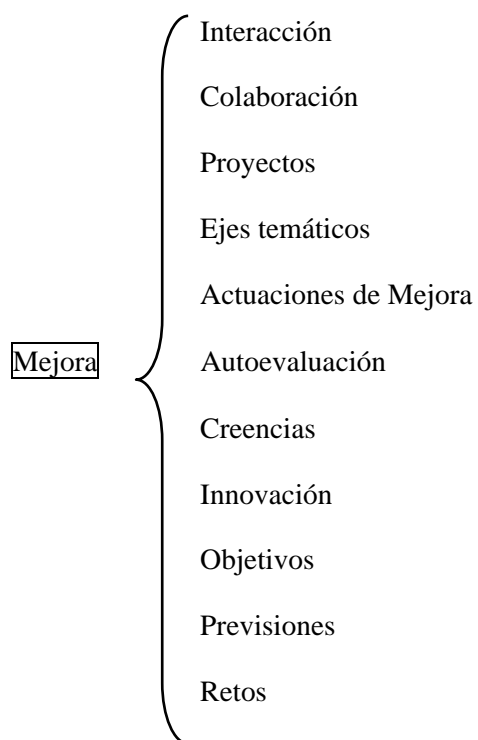 Interacción
Colaboración
Proyectos
Ejes temáticos
Actuaciones de Mejora
Mejora
Autoevaluación
Creencias
Innovación
Objetivos
Previsiones
Retos